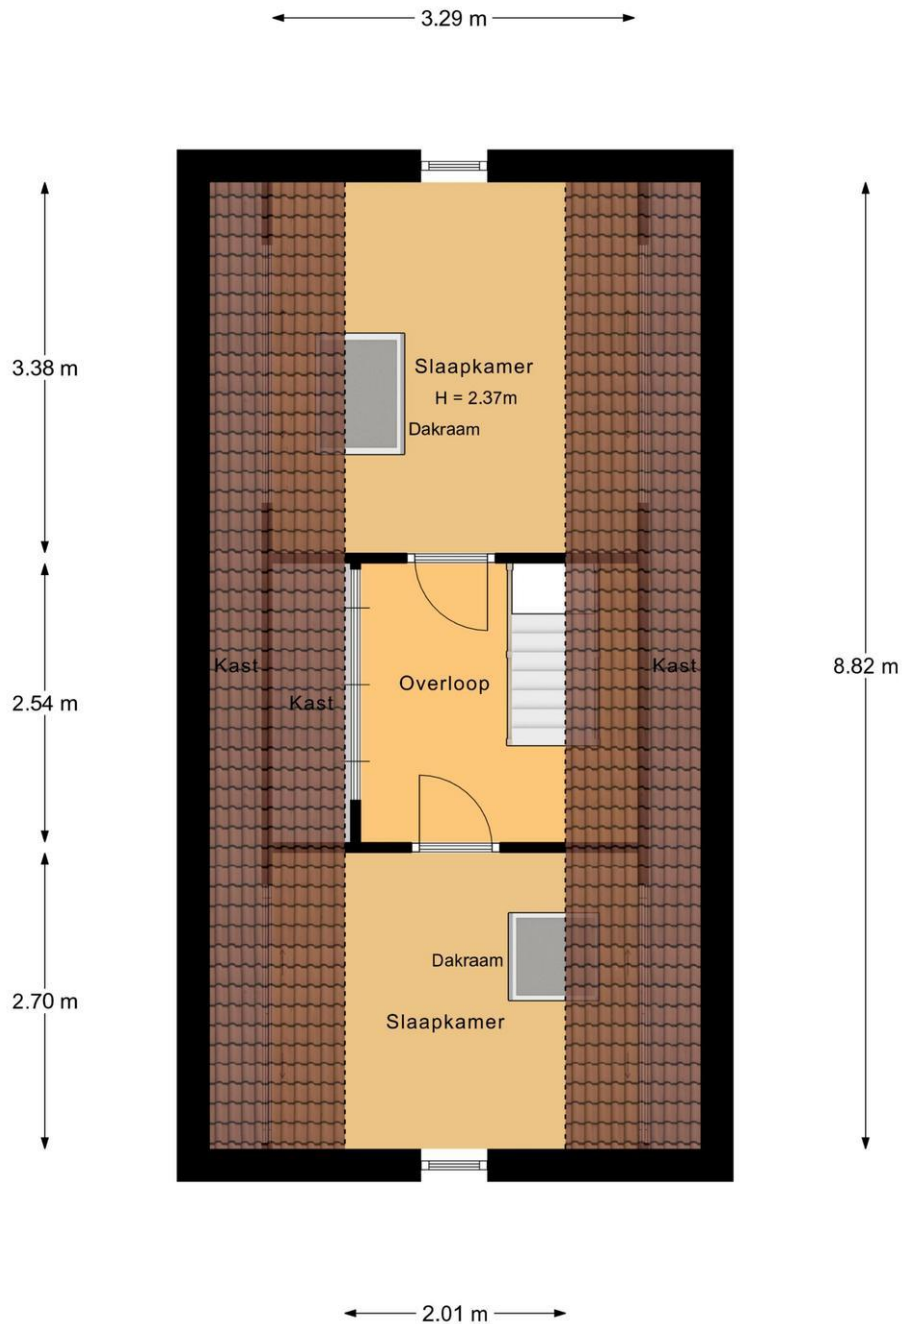 3.29 m
3.38 m
Slaapkamer
H = 2.37m
Dakraam
Kast
Kast
Overloop
Kast
8.82 m
2.54 m
Dakraam
2.70 m
Slaapkamer
2.01 m